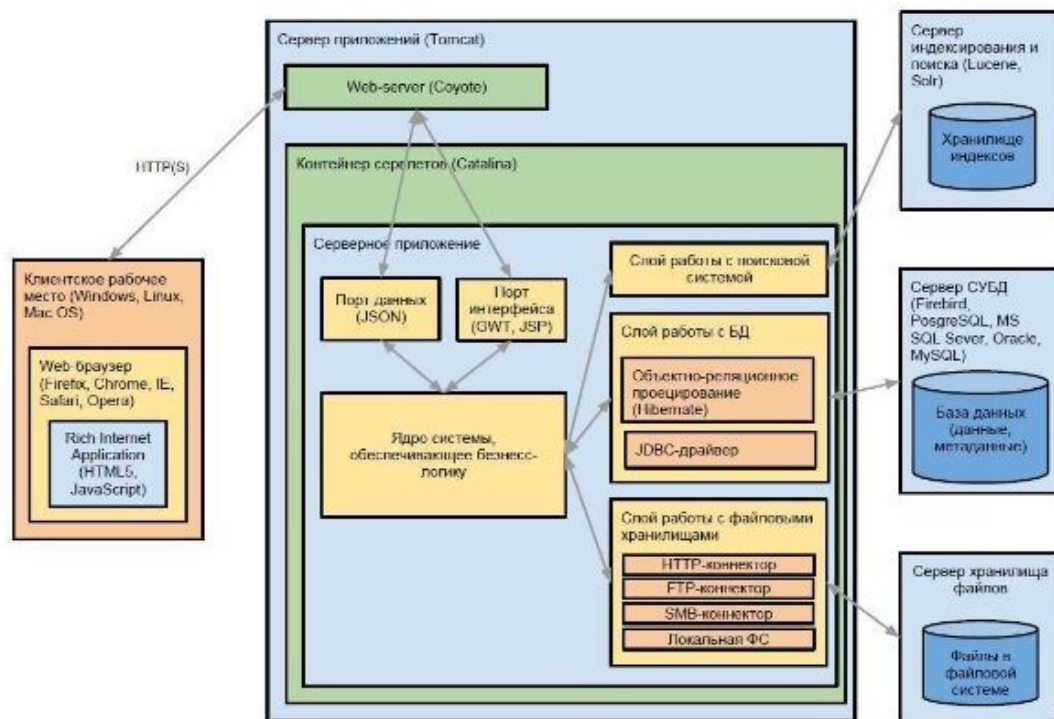 Сервер приложений (Tomcat)
Web-server (Coyote)
HTTP(S)
Контейнер серолетов (Catalina)
Серверное приложение
Порт данных
(JSON)
Порт
интерфейса
(GWT, JSP)
Ядро системы,
обеспечивающее безнесс-
логику
Слой работы с поисковой
системой
Слой работы с БД
Объектно-реляционное
проецирование
(Hibernate)
JDBC-драйвер
Слой работы с файловыми
хранилищами
HTTP-коннектор
FTP-коннектор
SMB-коннектор
Локальная ФС
Клиентское рабочее
место (Windows, Linux,
Mac OS)
Web-браузер
(Firefix, Chrome, IE,
Safari, Opera)
Rich Internet
Application
(HTML5,
JavaScript)
Сервер
индексирования и
поиска (Lucene,
Solr)
Хранилище
индексов
Сервер СУБД
(Firebird,
PosgreSQL, MS
SQL Sever, Oracle,
MySQL)
База данных
(данные,
метаданные)
Сервер хранилища
файлов
Файлы в
файловой
системе